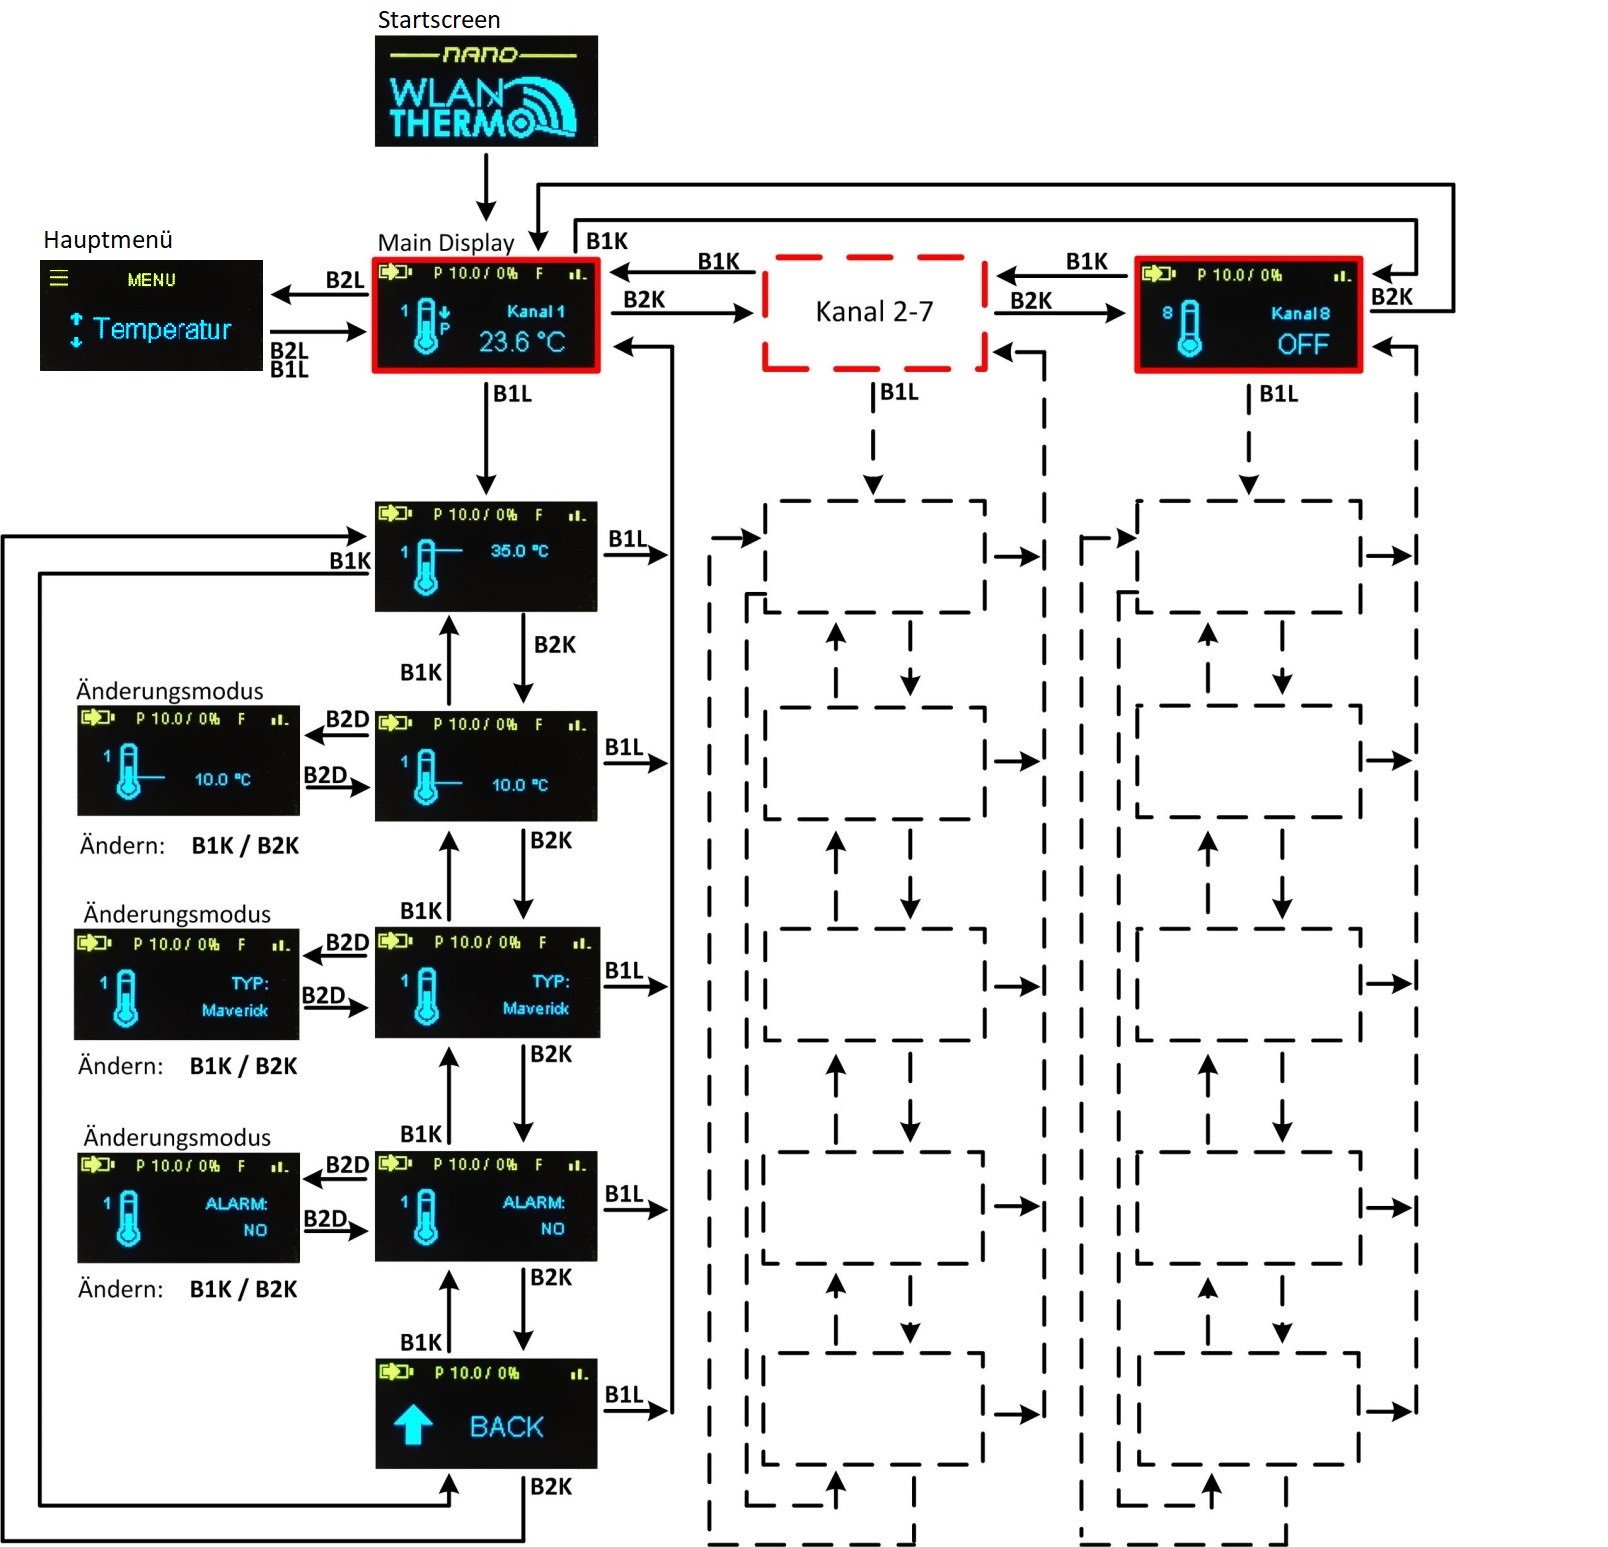 Startscreen
nano
WLAN
THERMO
Hauptmenü
MENU
Temperatur
B2L
B2L
B1L
Main Display
P 10.0/ 0% F
1
P
Kanal 1
23.6 °C
B1K
B1K
B2K
Kanal 2-7
B1K
B2K
P 10.0/ 0%
8
Kanal 8
OFF
B2K
B1L
B1L
B1L
P 10.0/ 0% F
1
35.0 °C
B1L
B1K
B2K
B1K
Änderungsmodus
P 10.0/ 0% F
1
10.0 °C
B2D
B2D
P 10.0/ 0% F
1
10.0 °C
B1L
Ändern: B1K / B2K
B2K
B1K
Änderungsmodus
P 10.0/ 0% F
1
TYP:
Maverick
B2D
B2D
P 10.0/ 0% F
1
TYP:
Maverick
B1L
Ändern: B1K / B2K
B2K
B1K
Änderungsmodus
P 10.0/ 0% F
1
ALARM:
NO
B2D
B2D
P 10.0/ 0% F
1
ALARM:
NO
B1L
Ändern: B1K / B2K
B2K
B1K
P 10.0/ 0%
BACK
B1L
B2K